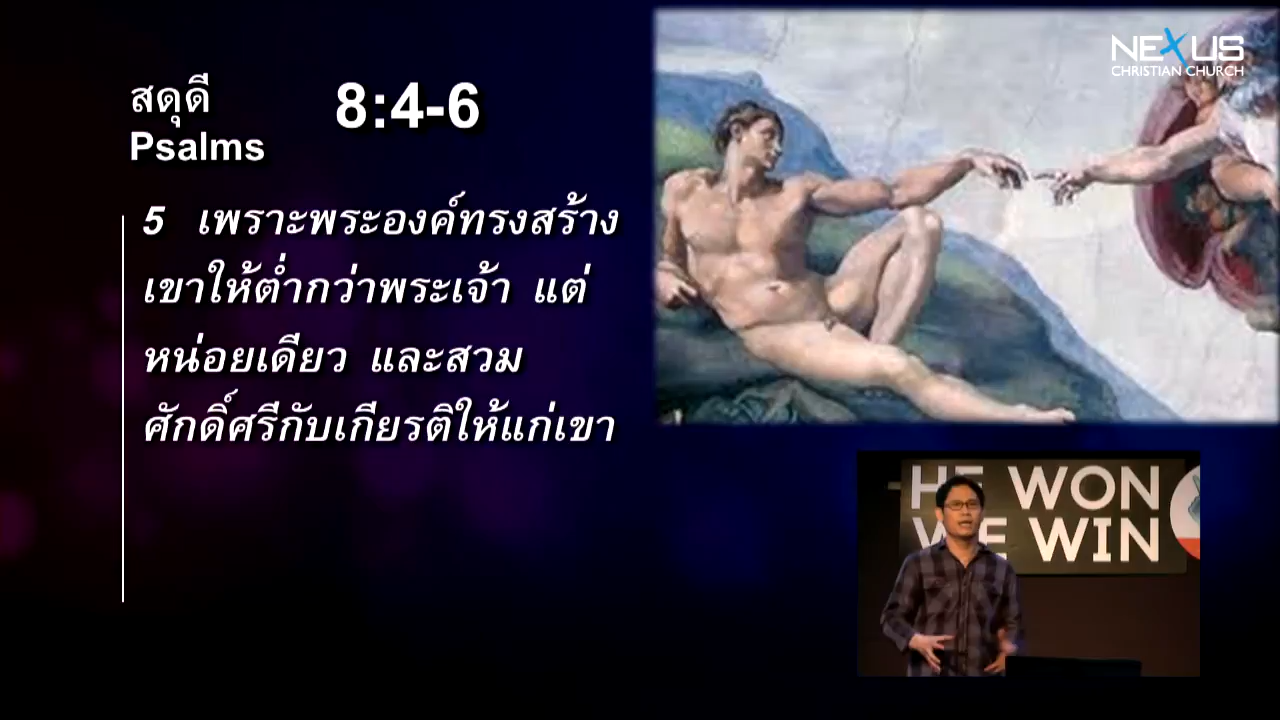 NEXUS
CHRISTIAN CHURCH
สดุดี
Psalms
8:4-6
5 เพราะพระองค์ทรงสร้าง
เขาให้ต่ำกว่าพระเจ้า แต่
หน่อยเดียว และสวม
ศักดิ์ศรีกับเกียรติให้แก่เขา
HE WON
WE WIN